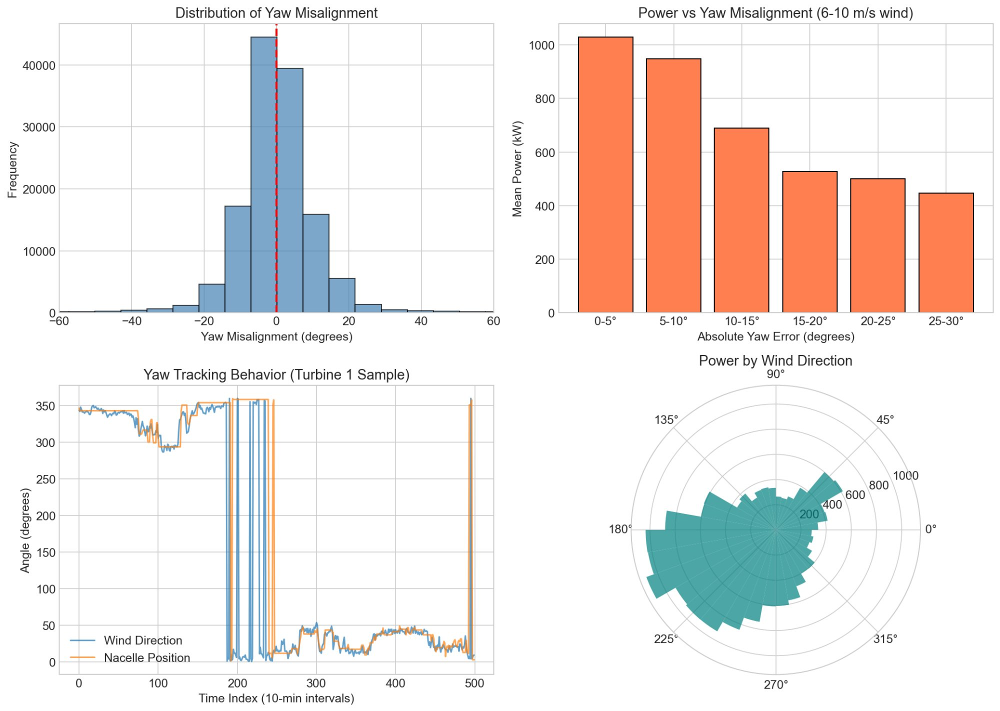 Distribution of Yaw Misalignment
Frequency
40000
30000
20000
10000
0
−60 −40 −20 0 20 40 60
Yaw Misalignment (degrees)
Power vs Yaw Misalignment (6-10 m/s wind)
Mean Power (kW)
1000
800
600
400
200
0
0-5° 5-10° 10-15° 15-20° 20-25° 25-30°
Absolute Yaw Error (degrees)
Yaw Tracking Behavior (Turbine 1 Sample)
Angle (degrees)
350
300
250
200
150
100
50
0
Wind Direction
Nacelle Position
0 100 200 300 400 500
Time Index (10-min intervals)
Power by Wind Direction
90°
135° 45°
1000
800
600
400
200
180° 0°
225° 315°
270°